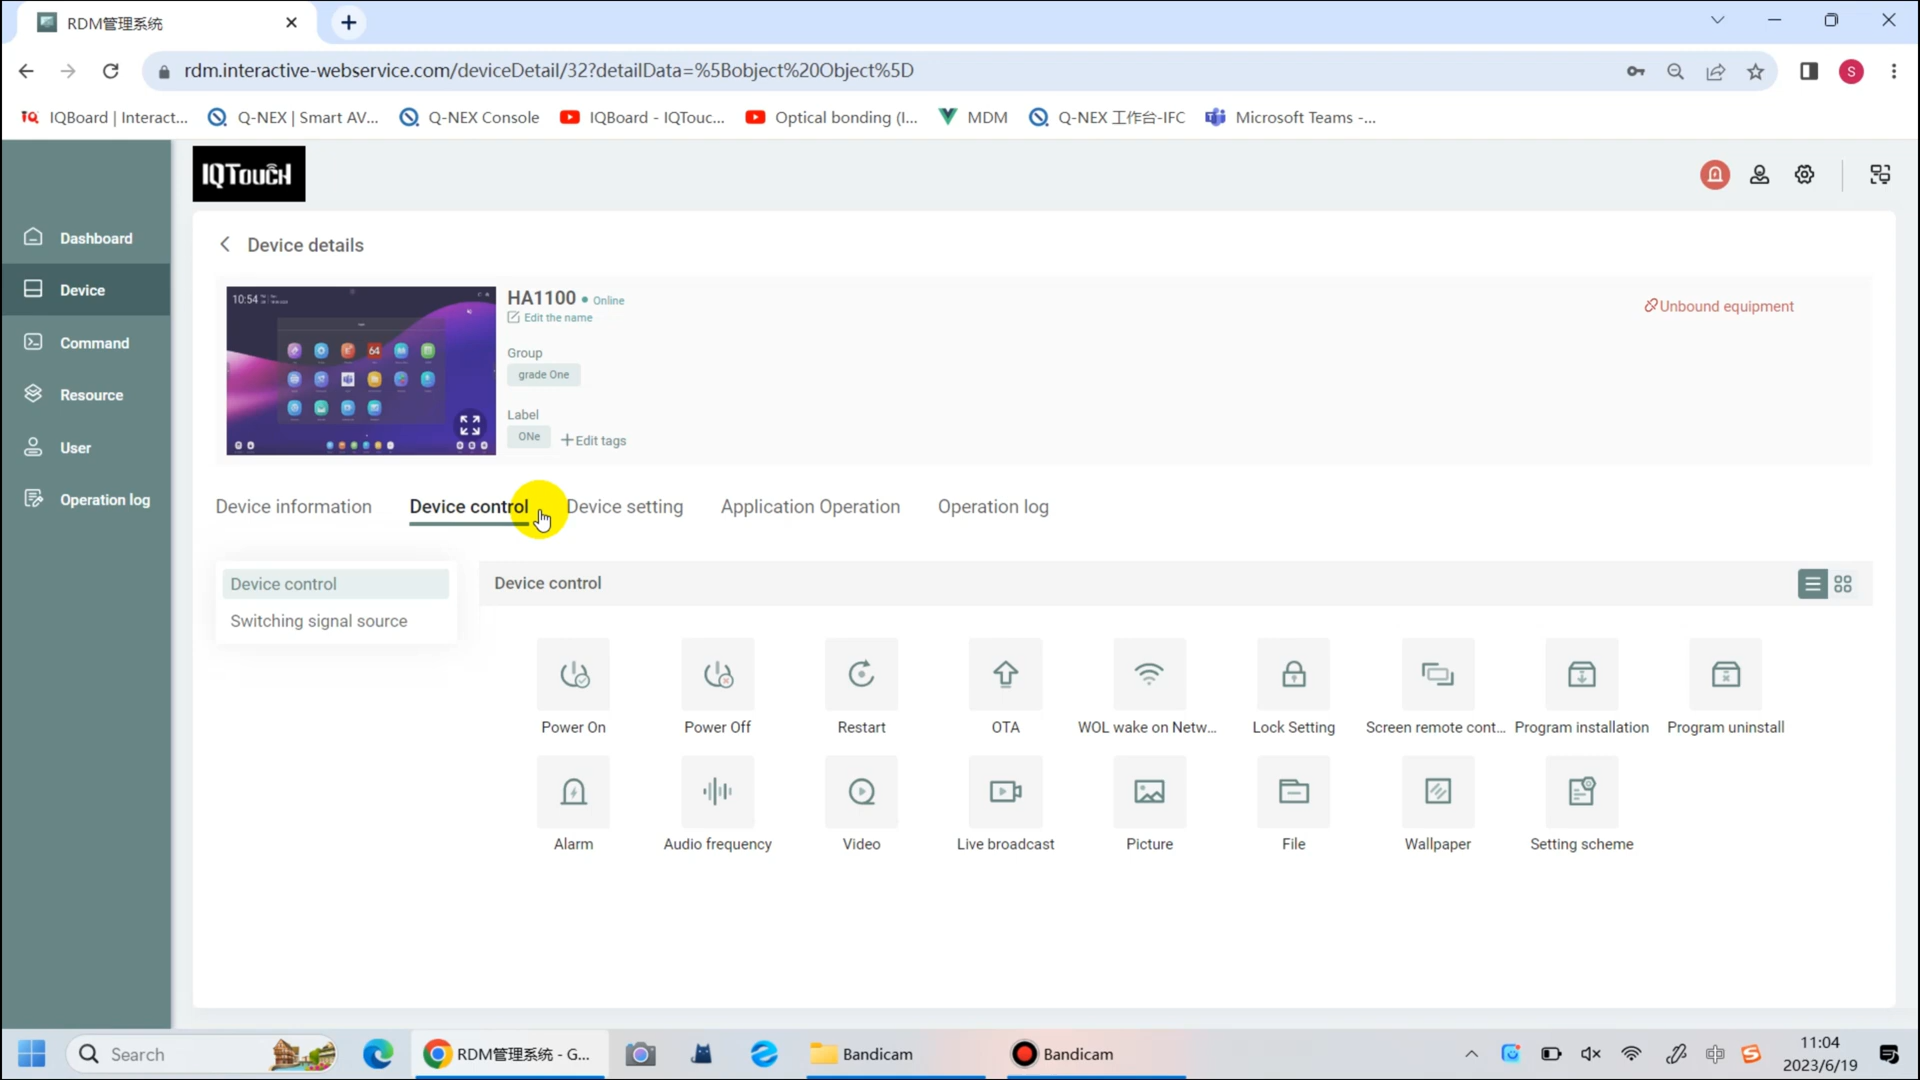 RDM管理系统
rdm.interactive-webservice.com/deviceDetail/32?detailData=%5Bobject%20Object%5D
S
IQ IQBoard | Interact...
Q-NEX | Smart AV...
Q-NEX Console
IQBoard - IQTouc...
Optical bonding (I...
MDM
Q-NEX 工作台-IFC
Microsoft Teams -...
IQTouch
Dashboard
Device
Command
Resource
User
Operation log
Device details
10:54
64
HA1100
Online
Edit the name
Group
grade One
Label
ONe
+Edit tags
Unbound equipment
Device information
Device control
Device setting
Application Operation
Operation log
Device control
Switching signal source
Device control
Power On
Power Off
Restart
OTA
WOL wake on Netw...
Lock Setting
Screen remote cont...
Program installation
Program uninstall
Alarm
Audio frequency
Video
Live broadcast
Picture
File
Wallpaper
Setting scheme
Search
RDM管理系统 - G...
Bandicam
Bandicam
中
11:04
2023/6/19